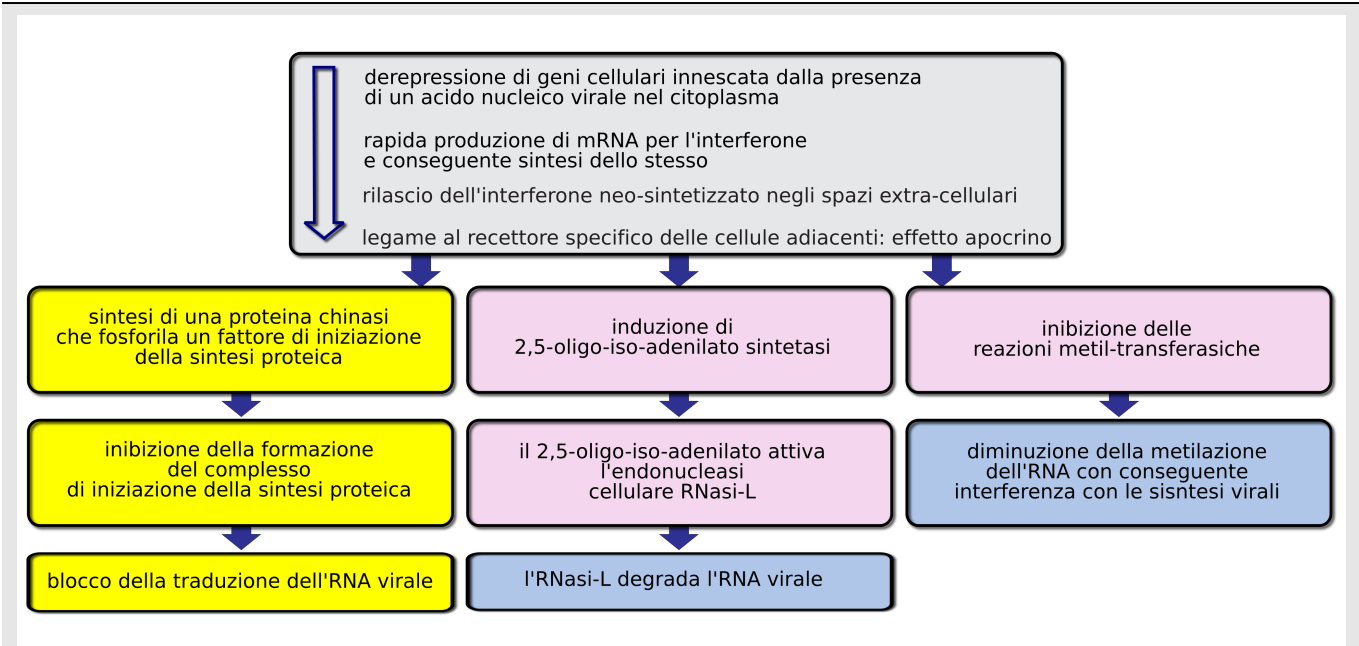 derepressione di geni cellulari innescata dalla presenza
di un acido nucleico virale nel citoplasma
rapida produzione di mRNA per l'interferone
e conseguente sintesi dello stesso
rilascio dell'interferone neo-sintetizzato negli spazi extra-cellulari
legame al recettore specifico delle cellule adiacenti: effetto apocrino
sintesi di una proteina chinasi
che fosforila un fattore di iniziazione
della sintesi proteica
induzione di
2,5-oligo-iso-adenilato sintetasi
inibizione delle
reazioni metil-transferasiche
inibizione della formazione
del complesso
di iniziazione della sintesi proteica
il 2,5-oligo-iso-adenilato attiva
l'endonucleasi
cellulare RNasi-L
diminuzione della metilazione
dell'RNA con conseguente
interferenza con le sisntesi virali
blocco della traduzione dell'RNA virale
l'RNasi-L degrada l'RNA virale